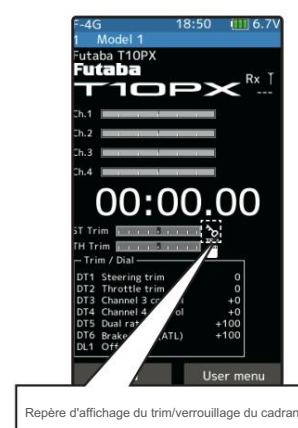 F-4G 18:50 6.7V
1 Model 1
Futaba T10PX
Futaba
T10PX
Rx
---
Ch.1
Ch.2
Ch.3
Ch.4
00:00.00
ST Trim
TH Trim
Trim / Dial
DT1 Steering trim 0
DT2 Throttle trim 0
DT3 Channel 3 +0
DT4 Channel 4 +0
DT5 Dual +100
DT6 Brake (ATL) +100
DL1
User menu
Repère d'affichage du trim/verrouillage du cadran